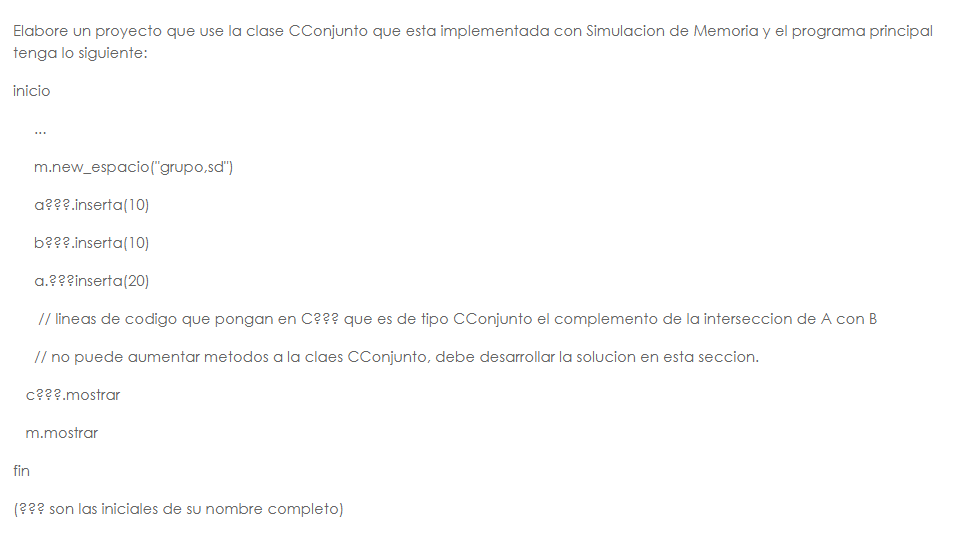 Elabore un proyecto que use la clase CConjunto que esta implementada con Simulacion de Memoria y el programa principal
tenga lo siguiente:
inicio
...
m.new_espacio("grupo,sd")
a???.inserta(10)
b???.inserta(10)
a.???inserta(20)
// lineas de codigo que pongan en C??? que es de tipo CConjunto el complemento de la interseccion de A con B
// no puede aumentar metodos a la claes CConjunto, debe desarrollar la solucion en esta seccion.
c???.mostrar
m.mostrar
fin
(??? son las iniciales de su nombre completo)